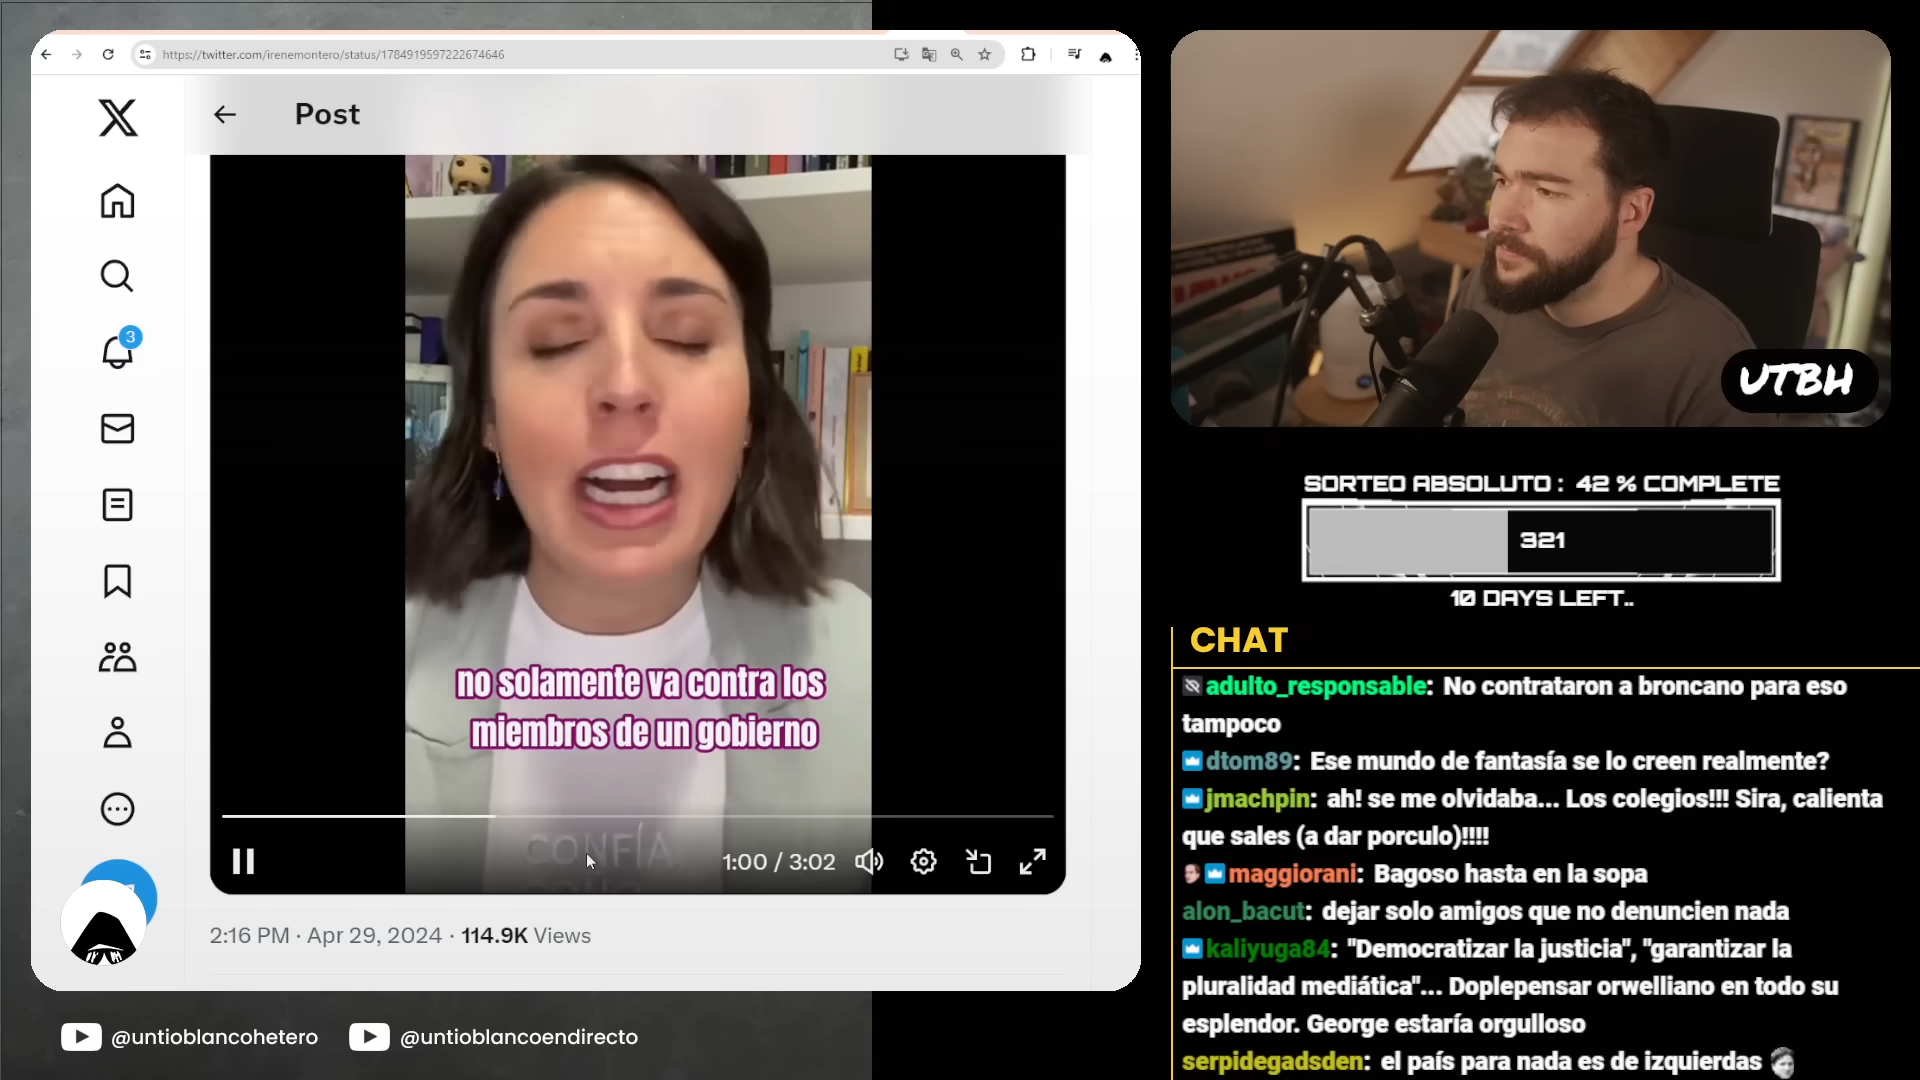 https://twitter.com/irenemontero/status/1784919597222674646
Post
3
no solamente va contra los
miembros de un gobierno
CONFÍA
1:00 / 3:02
2:16 PM · Apr 29, 2024 · 114.9K Views
@untioblancohetero
@untioblancoendirecto
UTBH
SORTEO ABSOLUTO : 42 % COMPLETE
321
10 DAYS LEFT..
CHAT
adulto_responsable: No contrataron a broncano para eso
tampoco
dtom89: Ese mundo de fantasía se lo creen realmente?
jmachpin: ah! se me olvidaba... Los colegios!!! Sira, calienta
que sales (a dar porculo)!!!!
maggiorani: Bagoso hasta en la sopa
alon_bacut: dejar solo amigos que no denuncien nada
kaliyuga84: "Democratizar la justicia", "garantizar la
pluralidad mediática"... Doplepensar orwelliano en todo su
esplendor. George estaría orgulloso
serpidegadsden: el país para nada es de izquierdas